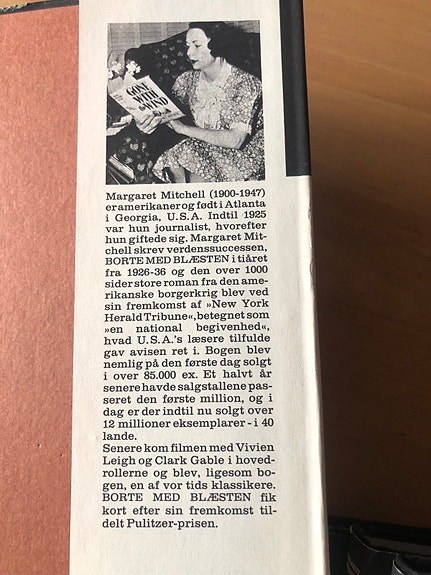 GONE
WITH
WIND
Margaret Mitchell (1900-1947)
er amerikaner og født i Atlanta
i Georgia, U.S.A. Indtil 1925
var hun journalist, hvorefter
hun giftede sig. Margaret Mit-
chell skrev verdenssuccessen,
BORTE MED BLÆSTEN i tiåret
fra 1926-36 og den over 1000
sider store roman fra den ame-
rikanske borgerkrig blev ved
sin fremkomst af »New York
Herald Tribune«, betegnet som
»en national begivenhed«,
hvad U.S.A.'s læsere tilfulde
gav avisen ret i. Bogen blev
nemlig på den første dag solgt
i over 85.000 ex. Et halvt år
senere havde salgstallene pas-
seret den første million, og i
dag er der indtil nu solgt over
12 millioner eksemplarer - i 40
lande.
Senere kom filmen med Vivien
Leigh og Clark Gable i hoved-
rollerne og blev, ligesom bo-
gen, en af vor tids klassikere.
BORTE MED BLÆSTEN fik
kort efter sin fremkomst til-
delt Pulitzer-prisen.